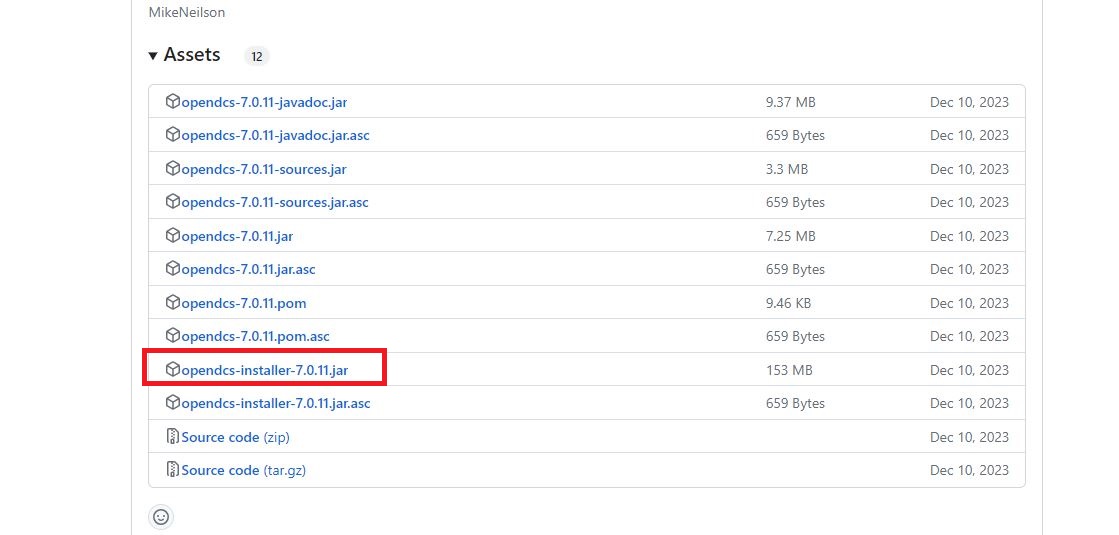 MikeNeilson
Assets 12
opendcs-7.0.11-javadoc.jar 9.37 MB Dec 10, 2023
opendcs-7.0.11-javadoc.jar.asc 659 Bytes Dec 10, 2023
opendcs-7.0.11-sources.jar 3.3 MB Dec 10, 2023
opendcs-7.0.11-sources.jar.asc 659 Bytes Dec 10, 2023
opendcs-7.0.11.jar 7.25 MB Dec 10, 2023
opendcs-7.0.11.jar.asc 659 Bytes Dec 10, 2023
opendcs-7.0.11.pom 9.46 KB Dec 10, 2023
opendcs-7.0.11.pom.asc 659 Bytes Dec 10, 2023
opendcs-installer-7.0.11.jar 153 MB Dec 10, 2023
opendcs-installer-7.0.11.jar.asc 659 Bytes Dec 10, 2023
Source code (zip) Dec 10, 2023
Source code (tar.gz) Dec 10, 2023